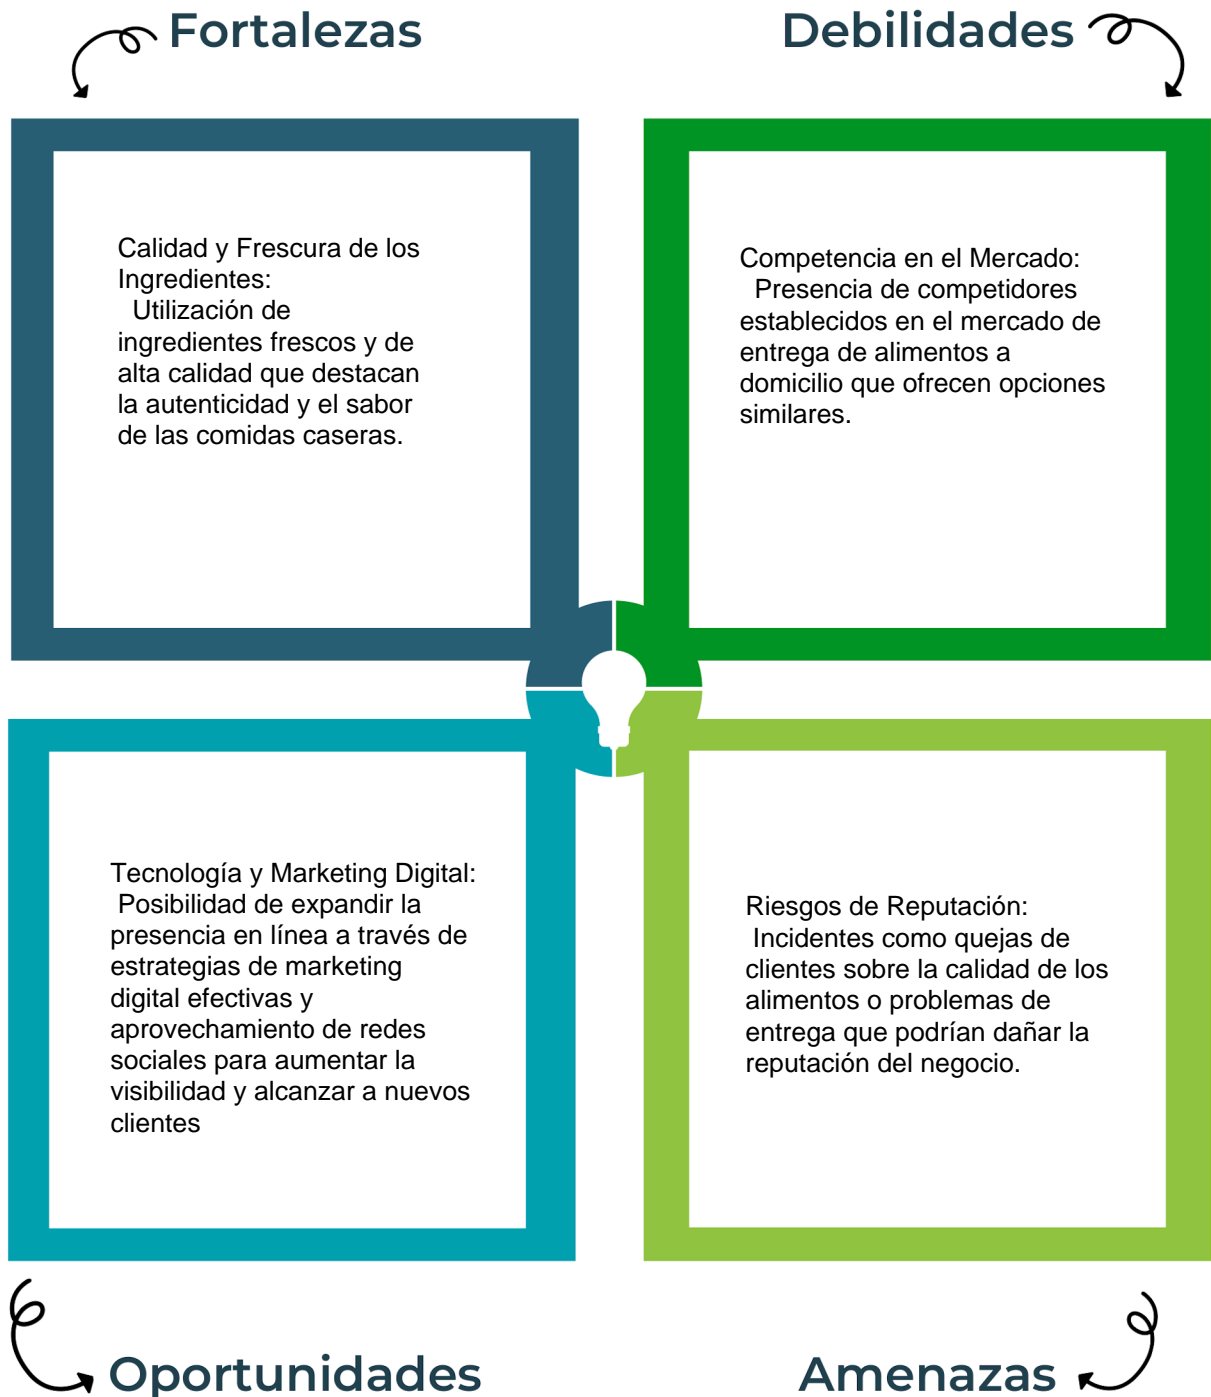 Fortalezas
Calidad y Frescura de los
Ingredientes:
Utilización de
ingredientes frescos y de
alta calidad que destacan
la autenticidad y el sabor
de las comidas caseras.
Debilidades
Competencia en el Mercado:
Presencia de competidores
establecidos en el mercado de
entrega de alimentos a
domicilio que ofrecen opciones
similares.
Tecnología y Marketing Digital:
Posibilidad de expandir la
presencia en línea a través de
estrategias de marketing
digital efectivas y
aprovechamiento de redes
sociales para aumentar la
visibilidad y alcanzar a nuevos
clientes
Oportunidades
Riesgos de Reputación:
Incidentes como quejas de
clientes sobre la calidad de los
alimentos o problemas de
entrega que podrían dañar la
reputación del negocio.
Amenazas